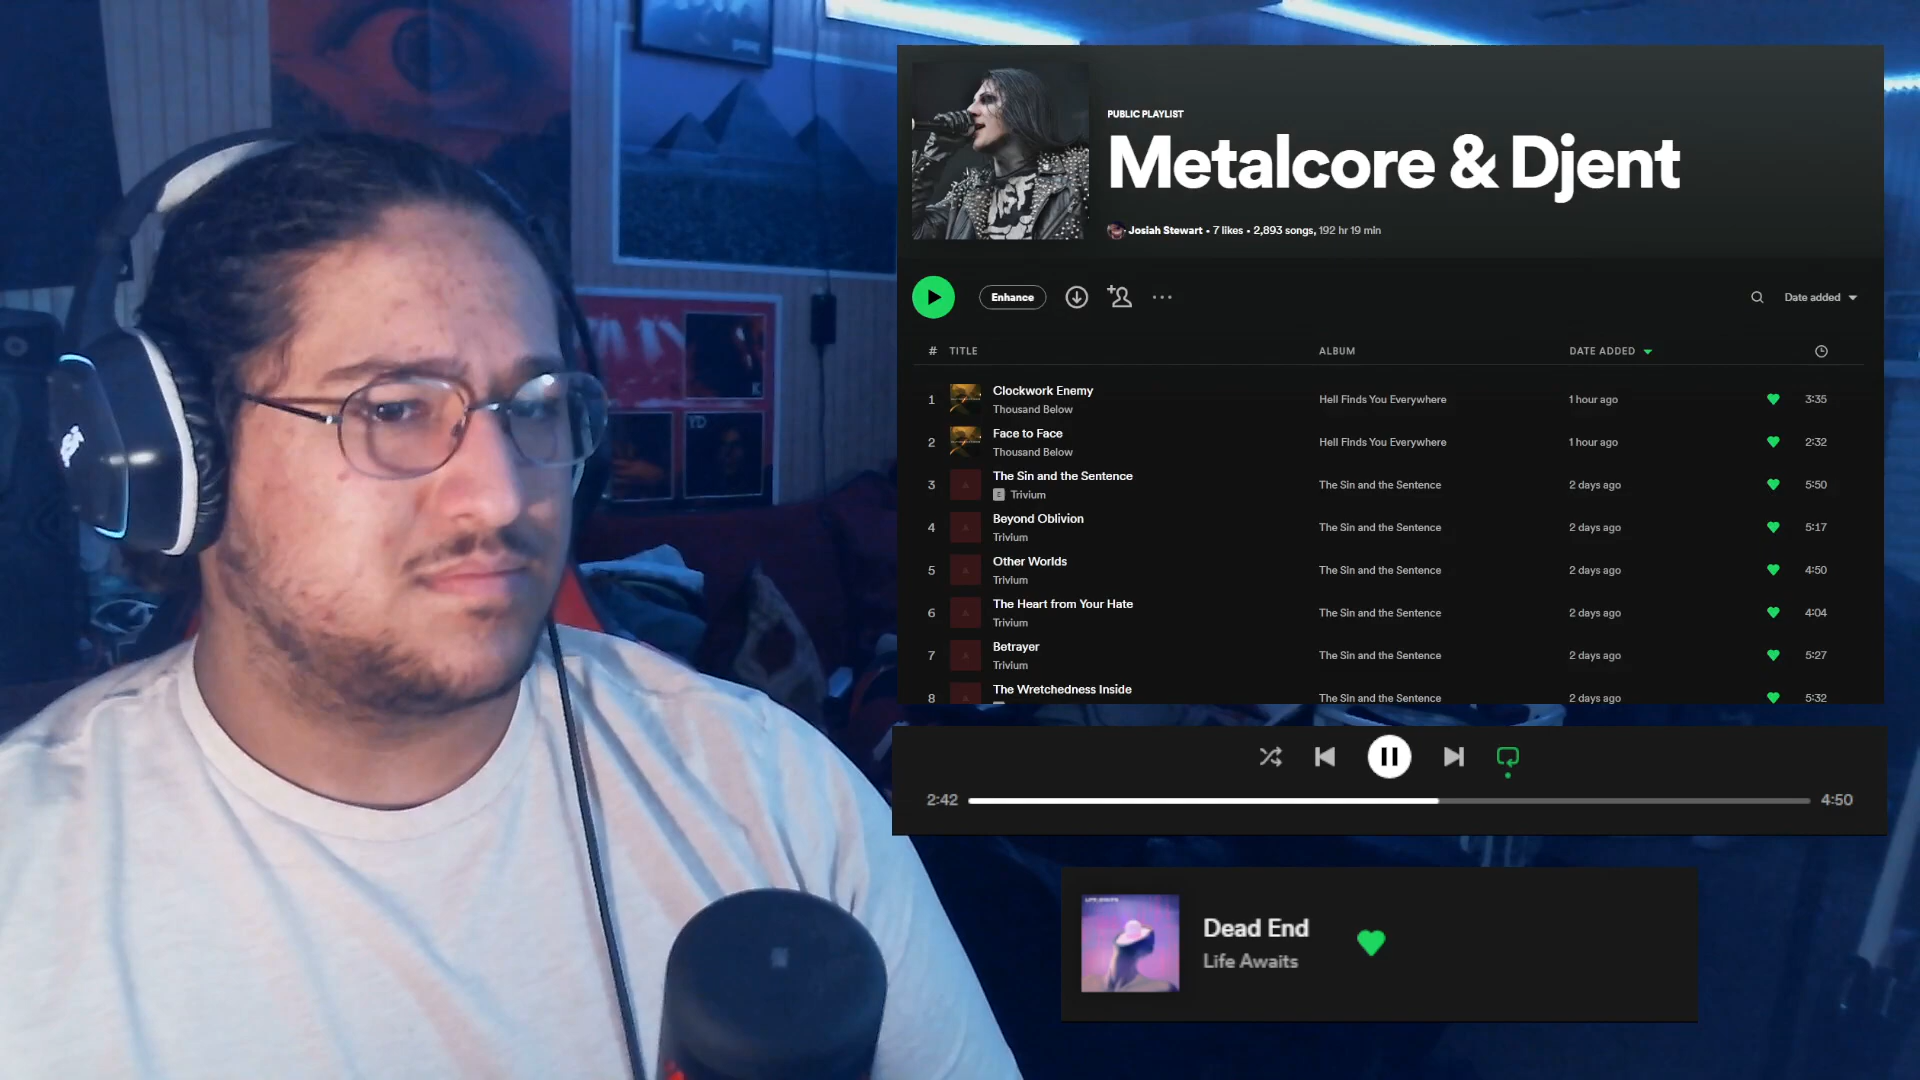 PUBLIC PLAYLIST
Metalcore & Djent
Josiah Stewart • 7 likes • 2,893 songs, 192 hr 19 min
Enhance
Date added
# TITLE ALBUM DATE ADDED
1 Clockwork Enemy Hell Finds You Everywhere 1 hour ago 3:35
Thousand Below
2 Face to Face Hell Finds You Everywhere 1 hour ago 2:32
Thousand Below
3 The Sin and the Sentence The Sin and the Sentence 2 days ago 5:50
E Trivium
4 Beyond Oblivion The Sin and the Sentence 2 days ago 5:17
Trivium
5 Other Worlds The Sin and the Sentence 2 days ago 4:50
Trivium
6 The Heart from Your Hate The Sin and the Sentence 2 days ago 4:04
Trivium
7 Betrayer The Sin and the Sentence 2 days ago 5:27
Trivium
8 The Wretchedness Inside The Sin and the Sentence 2 days ago 5:32
2:42 4:50
Dead End
Life Awaits